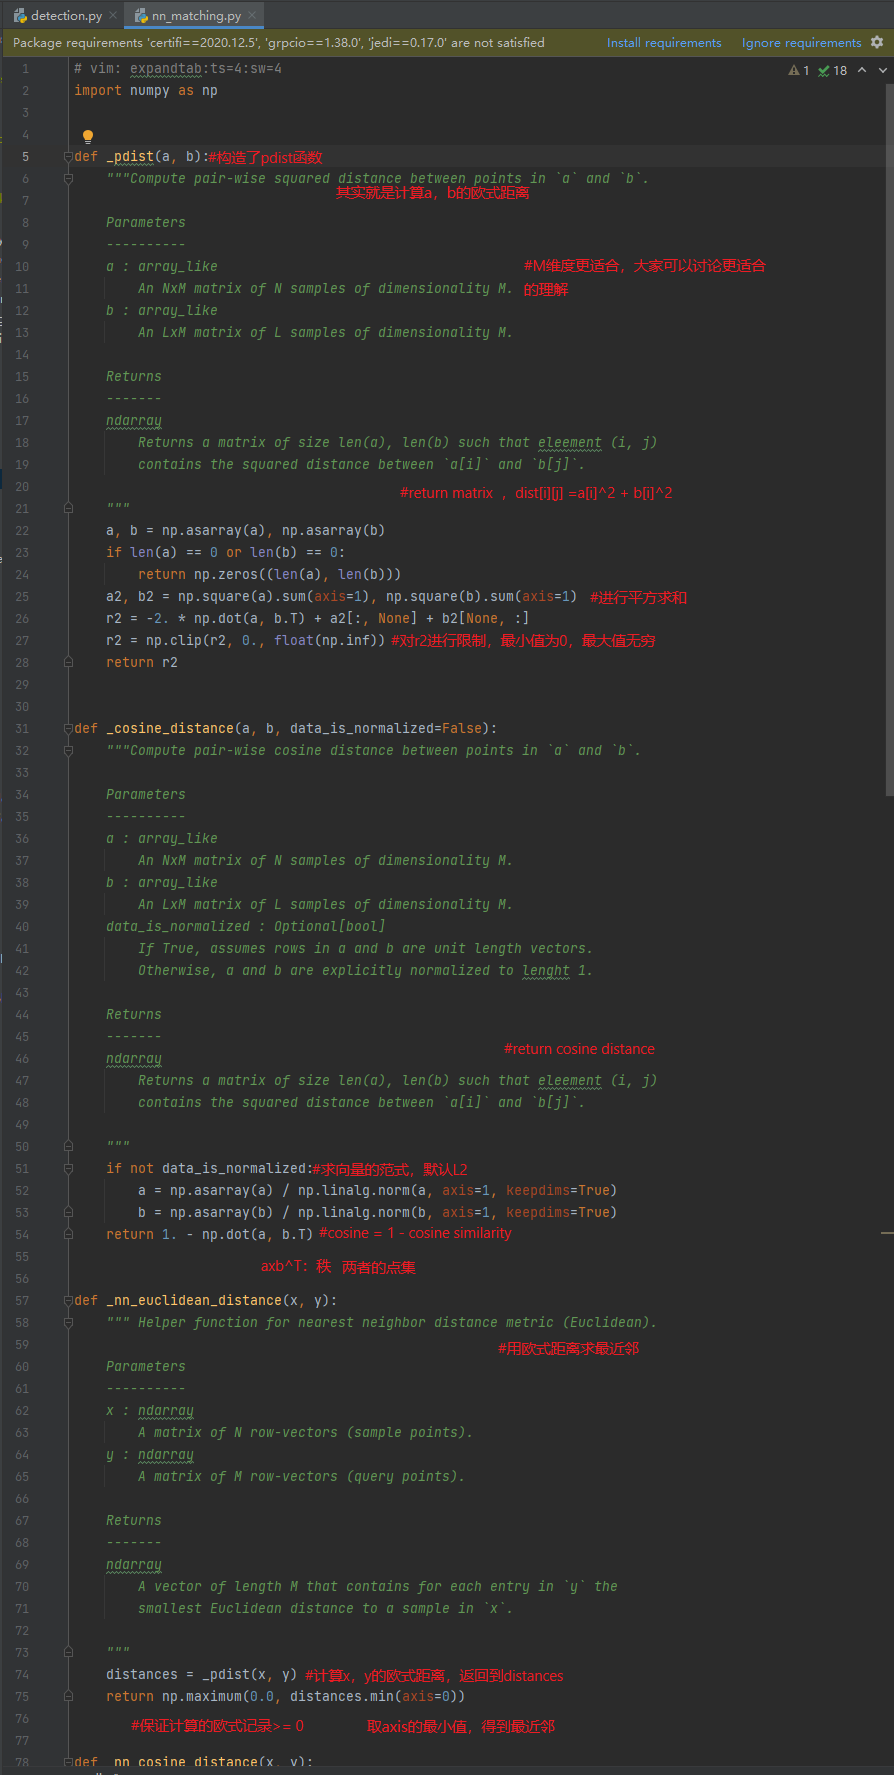 detection.py
nn_matching.py
Package requirements 'certifi==2020.12.5', 'grpcio==1.38.0', 'jedi==0.17.0' are not satisfied
Install requirements
Ignore requirements
1 # vim: expandtab:ts=4:sw=4
1 18
2 import numpy as np
3
4
5 def _pdist(a, b):#构造了pdist函数
6 """Compute pair-wise squared distance between points in `a` and `b`.
其实就是计算a，b的欧式距离
7
8 Parameters
9 ----------
10 a : array_like #M维度更适合，大家可以讨论更适合
11 An NxM matrix of N samples of dimensionality M. 的理解
12 b : array_like
13 An LxM matrix of L samples of dimensionality M.
14
15 Returns
16 -------
17 ndarray
18 Returns a matrix of size len(a), len(b) such that eleement (i, j)
19 contains the squared distance between `a[i]` and `b[j]`.
20
#return matrix ，dist[i][j] =a[i]^2 + b[i]^2
21 """
22 a, b = np.asarray(a), np.asarray(b)
23 if len(a) == 0 or len(b) == 0:
24 return np.zeros((len(a), len(b)))
25 a2, b2 = np.square(a).sum(axis=1), np.square(b).sum(axis=1) #进行平方求和
26 r2 = -2. * np.dot(a, b.T) + a2[:, None] + b2[None, :]
27 r2 = np.clip(r2, 0., float(np.inf)) #对r2进行限制，最小值为0，最大值无穷
28 return r2
29
30
31 def _cosine_distance(a, b, data_is_normalized=False):
32 """Compute pair-wise cosine distance between points in `a` and `b`.
33
34 Parameters
35 ----------
36 a : array_like
37 An NxM matrix of N samples of dimensionality M.
38 b : array_like
39 An LxM matrix of L samples of dimensionality M.
40 data_is_normalized : Optional[bool]
41 If True, assumes rows in a and b are unit length vectors.
42 Otherwise, a and b are explicitly normalized to lenght 1.
43
44 Returns
45 -------
#return cosine distance
46 ndarray
47 Returns a matrix of size len(a), len(b) such that eleement (i, j)
48 contains the squared distance between `a[i]` and `b[j]`.
49
50 """
51 if not data_is_normalized:#求向量的范式，默认L2
52 a = np.asarray(a) / np.linalg.norm(a, axis=1, keepdims=True)
53 b = np.asarray(b) / np.linalg.norm(b, axis=1, keepdims=True)
54 return 1. - np.dot(a, b.T) #cosine = 1 - cosine similarity
55
axb^T：秩 两者的点集
56
57 def _nn_euclidean_distance(x, y):
58 """ Helper function for nearest neighbor distance metric (Euclidean).
59 #用欧式距离求最近邻
60 Parameters
61 ----------
62 x : ndarray
63 A matrix of N row-vectors (sample points).
64 y : ndarray
65 A matrix of M row-vectors (query points).
66
67 Returns
68 -------
69 ndarray
70 A vector of length M that contains for each entry in `y` the
71 smallest Euclidean distance to a sample in `x`.
72
73 """
74 distances = _pdist(x, y) #计算x，y的欧式距离，返回到distances
75 return np.maximum(0.0, distances.min(axis=0))
76 #保证计算的欧式记录>= 0 取axis的最小值，得到最近邻
77
78 def _nn_cosine_distance(x, y):